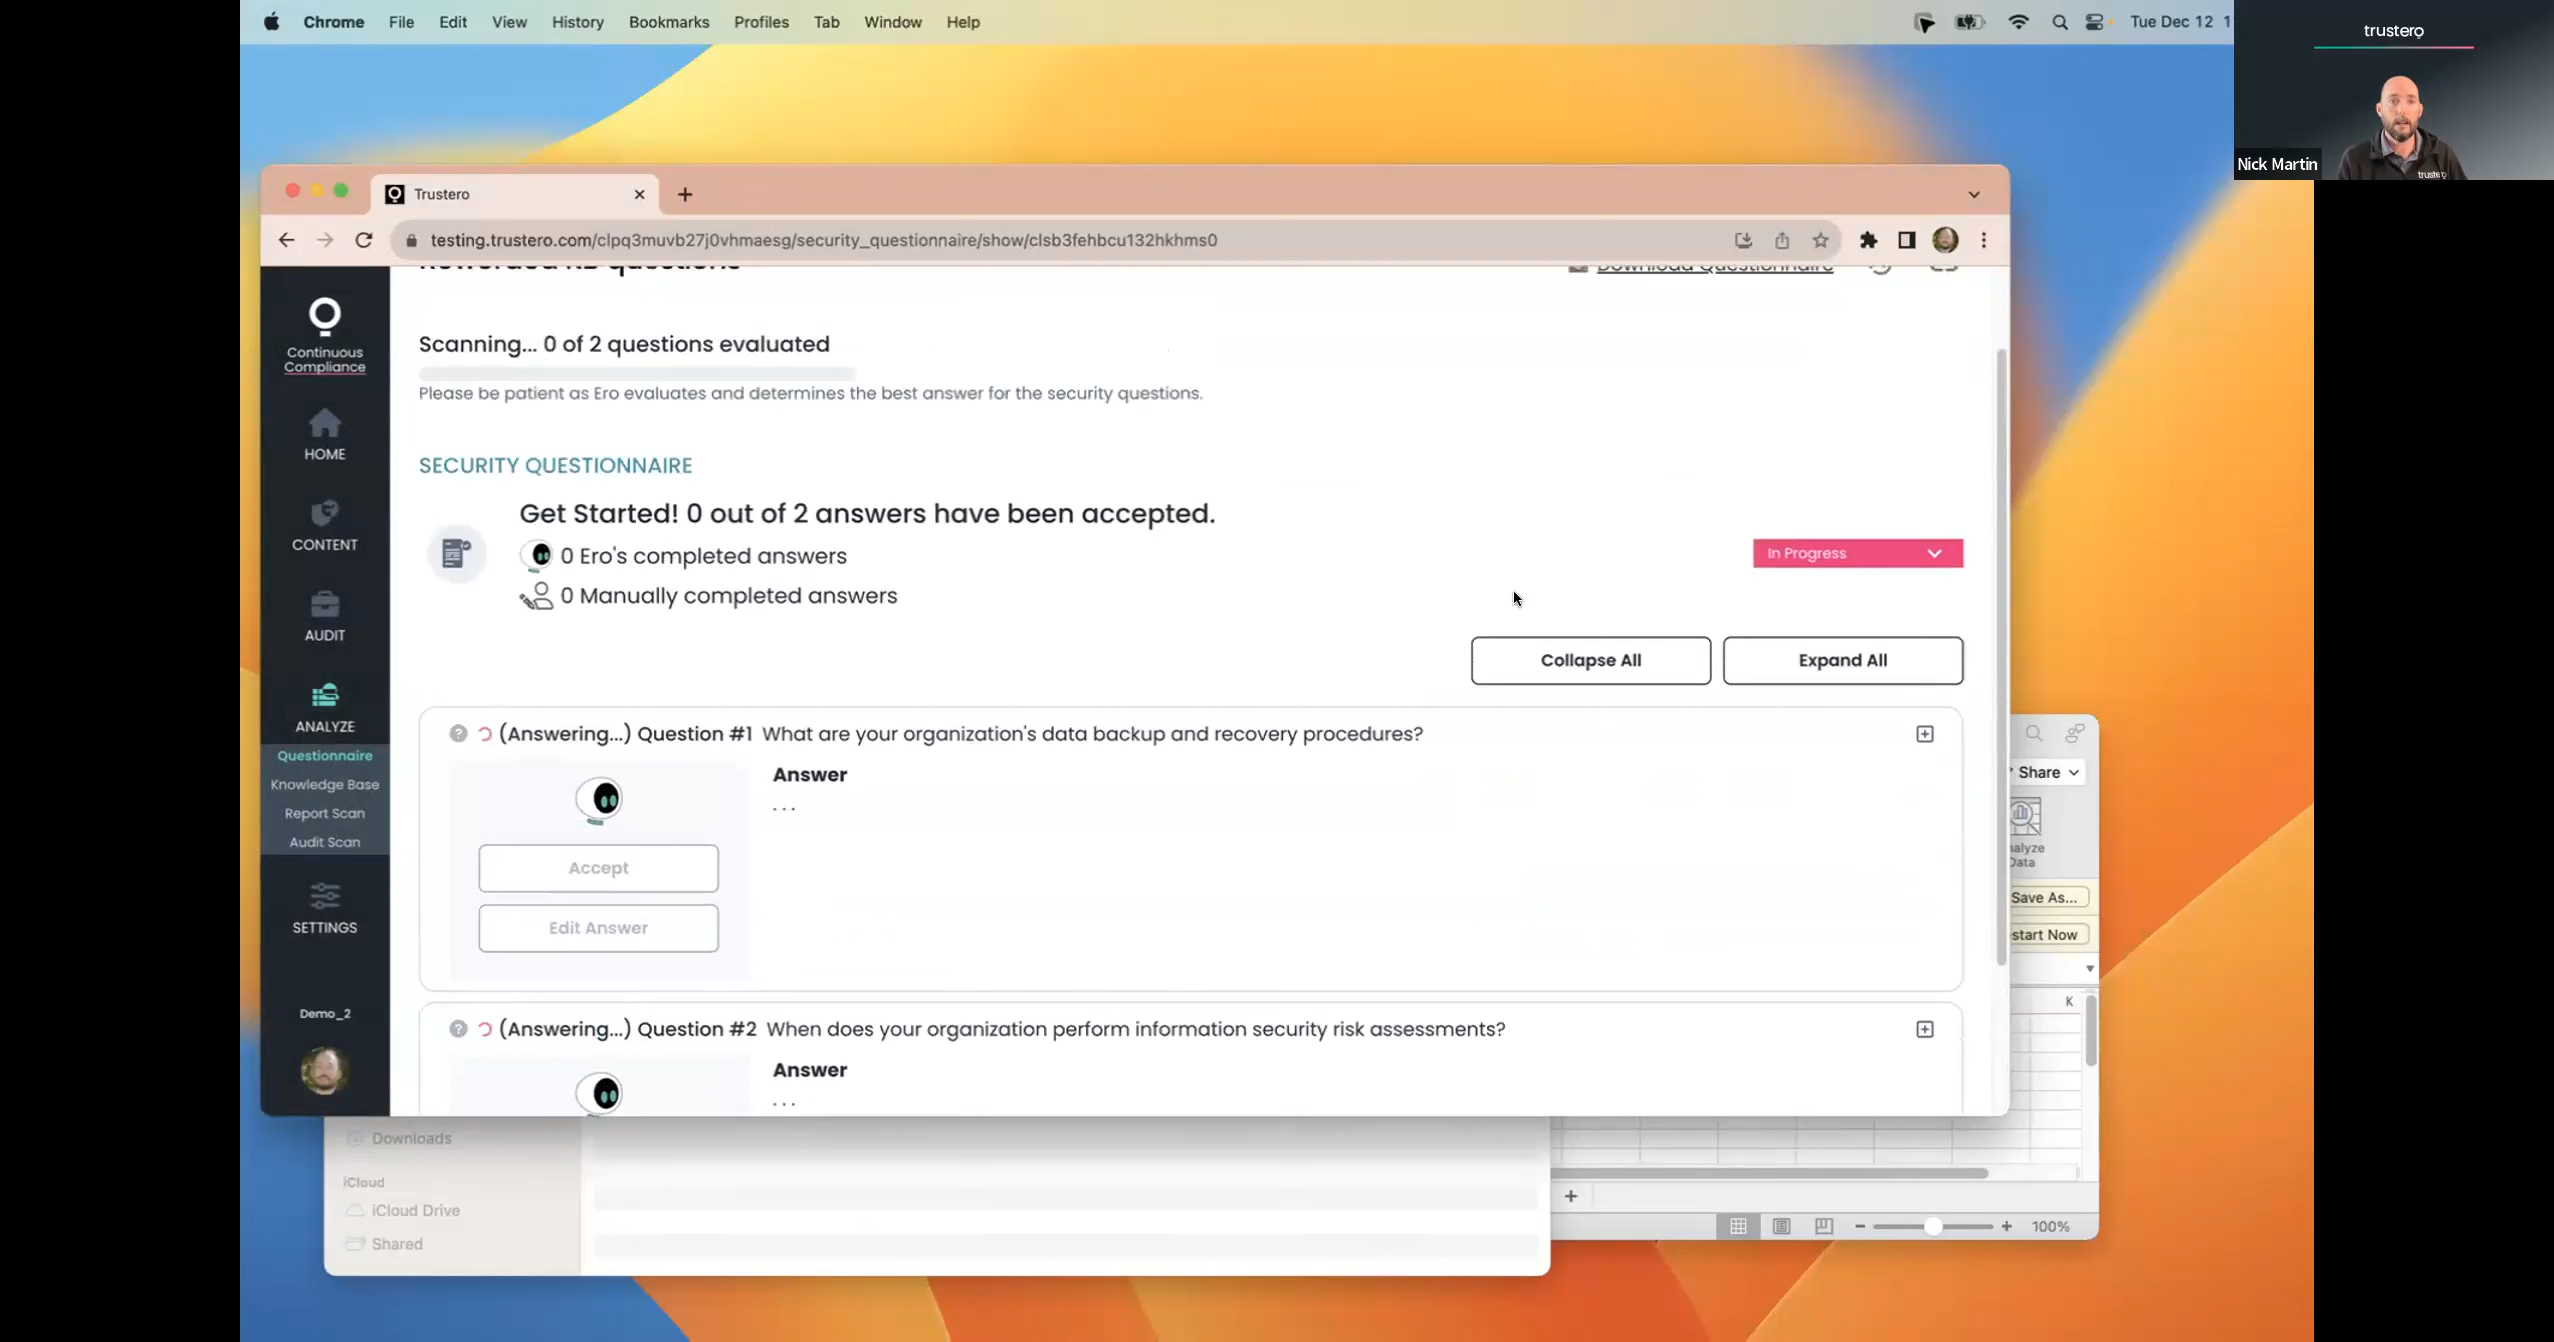 Chrome File Edit View History Bookmarks Profiles Tab Window Help
Tue Dec 12
trustero
Nick Martin
trustero
Trustero
testing.trustero.com/clpq3muvb27j0vhmaesg/security_questionnaire/show/clsb3fehbcu132hkhms0
questions
Download Questionnaire
Continuous
Compliance
HOME
CONTENT
AUDIT
ANALYZE
Questionnaire
Knowledge Base
Report Scan
Audit Scan
SETTINGS
Demo_2
Scanning... 0 of 2 questions evaluated
Please be patient as Ero evaluates and determines the best answer for the security questions.
SECURITY QUESTIONNAIRE
Get Started! 0 out of 2 answers have been accepted.
0 Ero's completed answers
0 Manually completed answers
In Progress
Collapse All
Expand All
(Answering...) Question #1 What are your organization's data backup and recovery procedures?
Answer
...
Accept
Edit Answer
(Answering...) Question #2 When does your organization perform information security risk assessments?
Answer
...
Share
Data
Save As...
start Now
K
100%
Downloads
iCloud
iCloud Drive
Shared